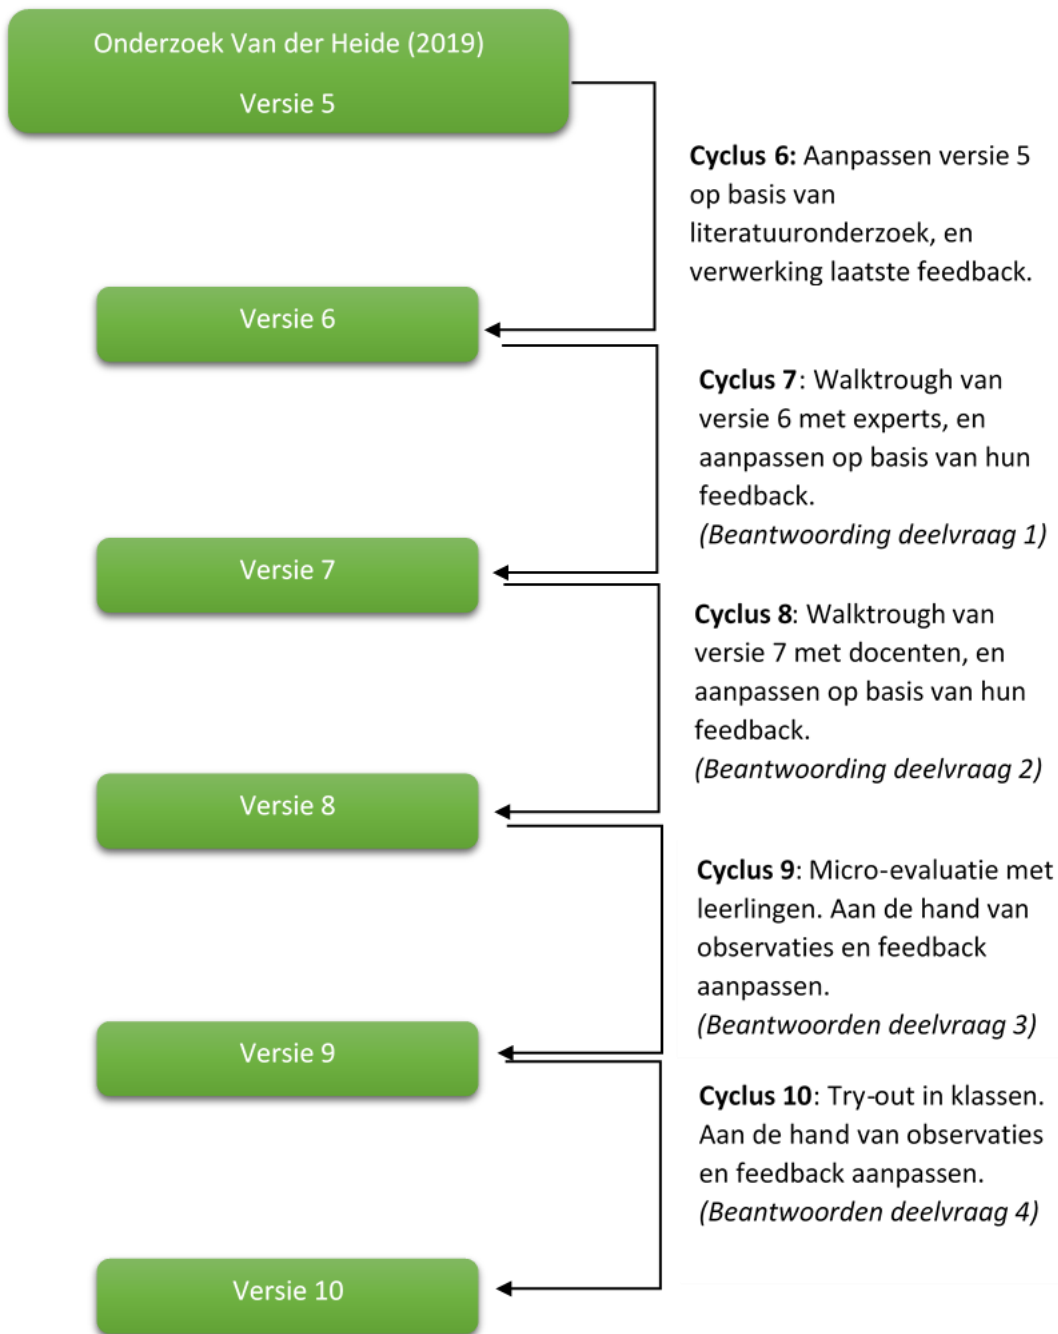 Onderzoek Van der Heide (2019)
Versie 5
Cyclus 6: Aanpassen versie 5
op basis van
literatuuronderzoek, en
verwerking laatste feedback.
Versie 6
Cyclus 7: Walktrough van
versie 6 met experts, en
aanpassen op basis van hun
feedback.
(Beantwoording deelvraag 1)
Versie 7
Cyclus 8: Walktrough van
versie 7 met docenten, en
aanpassen op basis van hun
feedback.
(Beantwoording deelvraag 2)
Versie 8
Cyclus 9: Micro-evaluatie met
leerlingen. Aan de hand van
observaties en feedback
aanpassen.
(Beantwoorden deelvraag 3)
Versie 9
Cyclus 10: Try-out in klassen.
Aan de hand van observaties
en feedback aanpassen.
(Beantwoorden deelvraag 4)
Versie 10